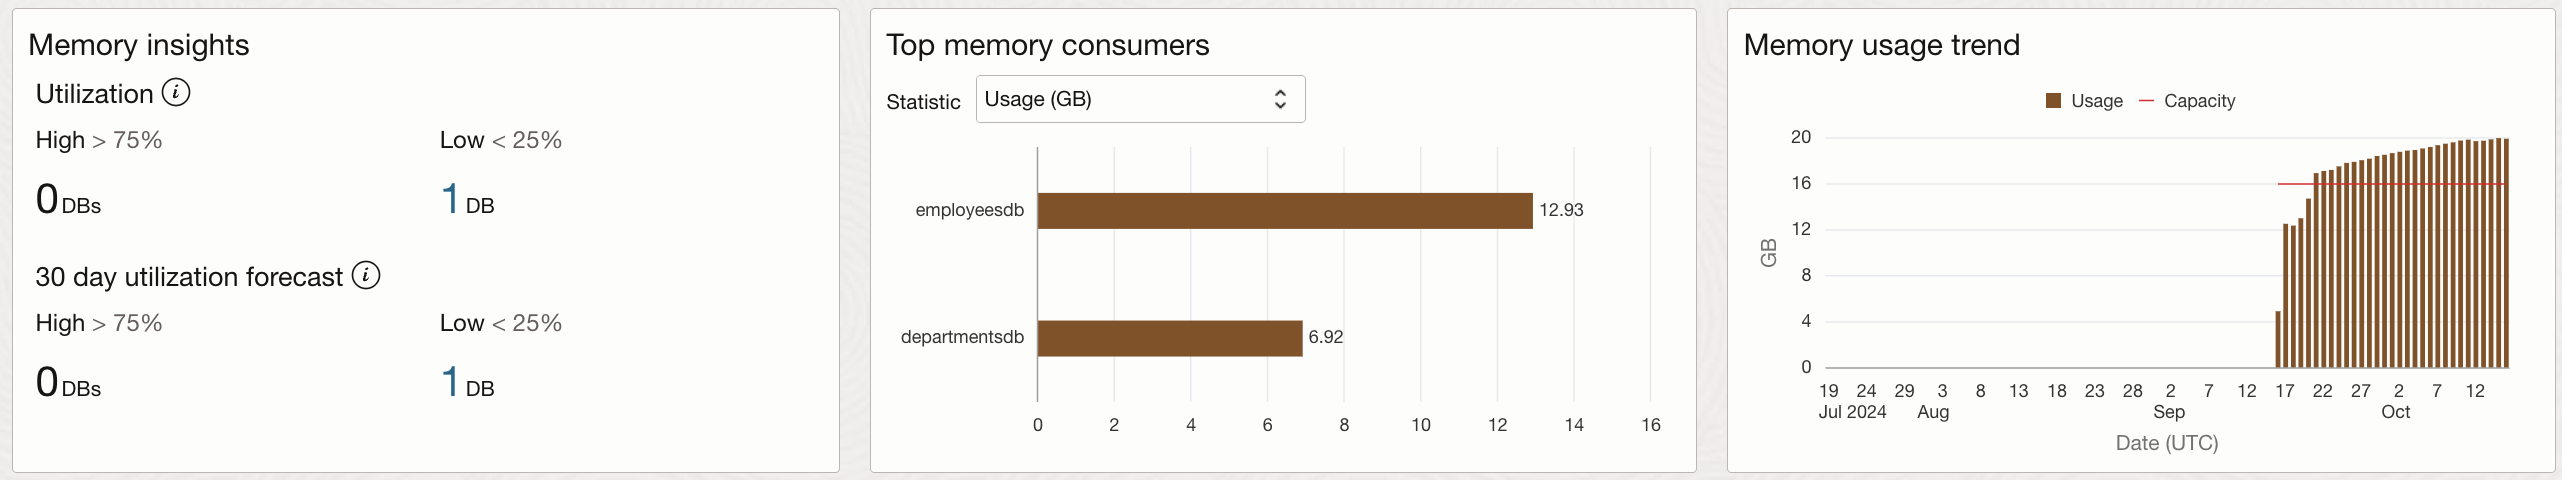 Memory insights
Utilization i
High > 75%
Low < 25%
0 DBs
1 DB
30 day utilization forecast i
High > 75%
Low < 25%
0 DBs
1 DB
Top memory consumers
Statistic
Usage (GB)
employeesdb
12.93
departmentsdb
6.92
0 2 4 6 8 10 12 14 16
Memory usage trend
Usage Capacity
20
16
12
8
4
0
GB
19 24 29 3 8 13 18 23 28 2 7 12 17 22 27 2 7 12
Jul 2024 Aug Sep Oct
Date (UTC)